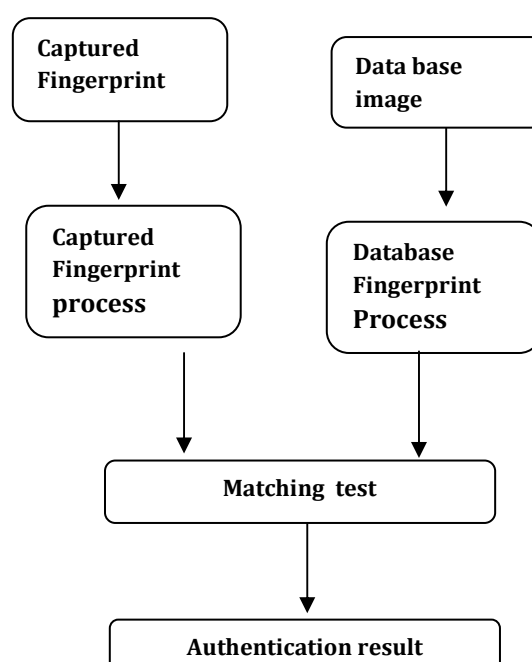 Captured
Fingerprint
Data base
image
Captured
Fingerprint
process
Database
Fingerprint
Process
Matching test
Authentication result